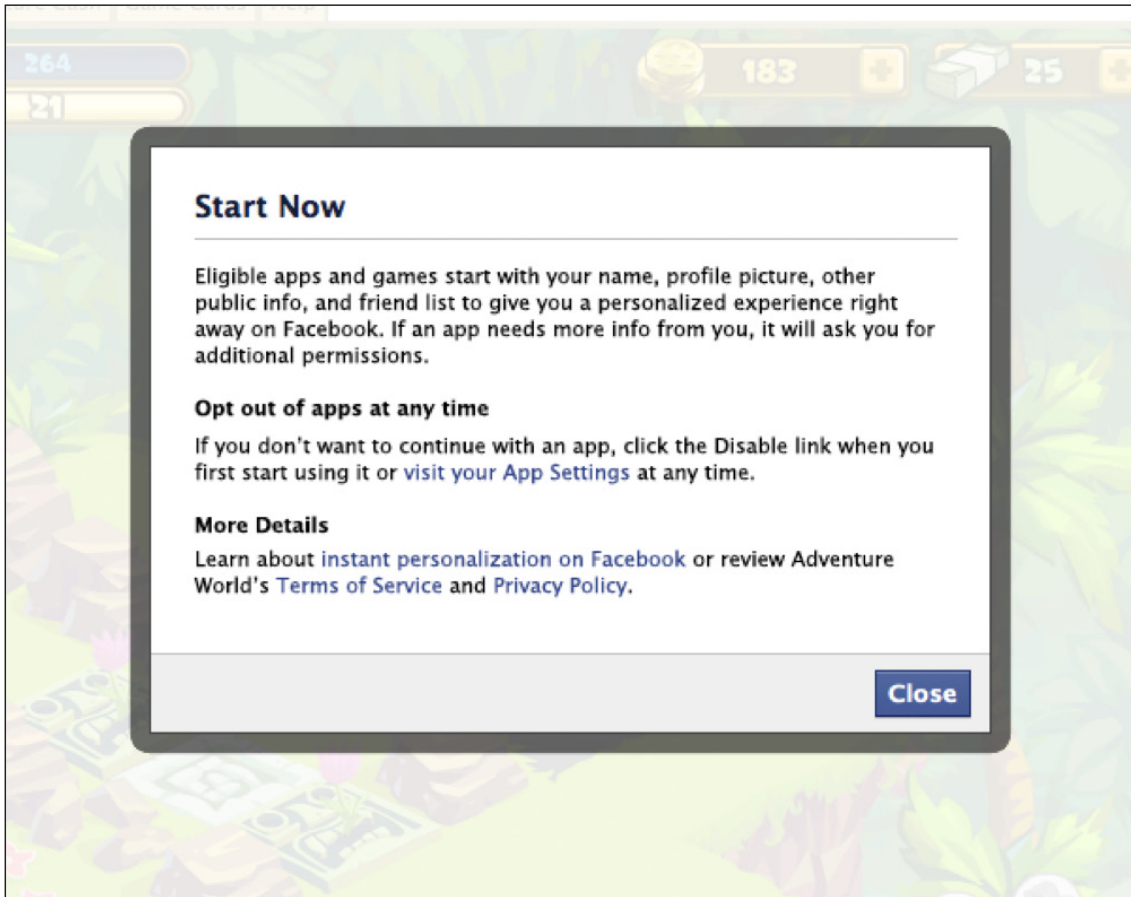 Game Cards Help
264
183
25
21
Start Now
Eligible apps and games start with your name, profile picture, other
public info, and friend list to give you a personalized experience right
away on Facebook. If an app needs more info from you, it will ask you for
additional permissions.
Opt out of apps at any time
If you don't want to continue with an app, click the Disable link when you
first start using it or visit your App Settings at any time.
More Details
Learn about instant personalization on Facebook or review Adventure
World's Terms of Service and Privacy Policy.
Close